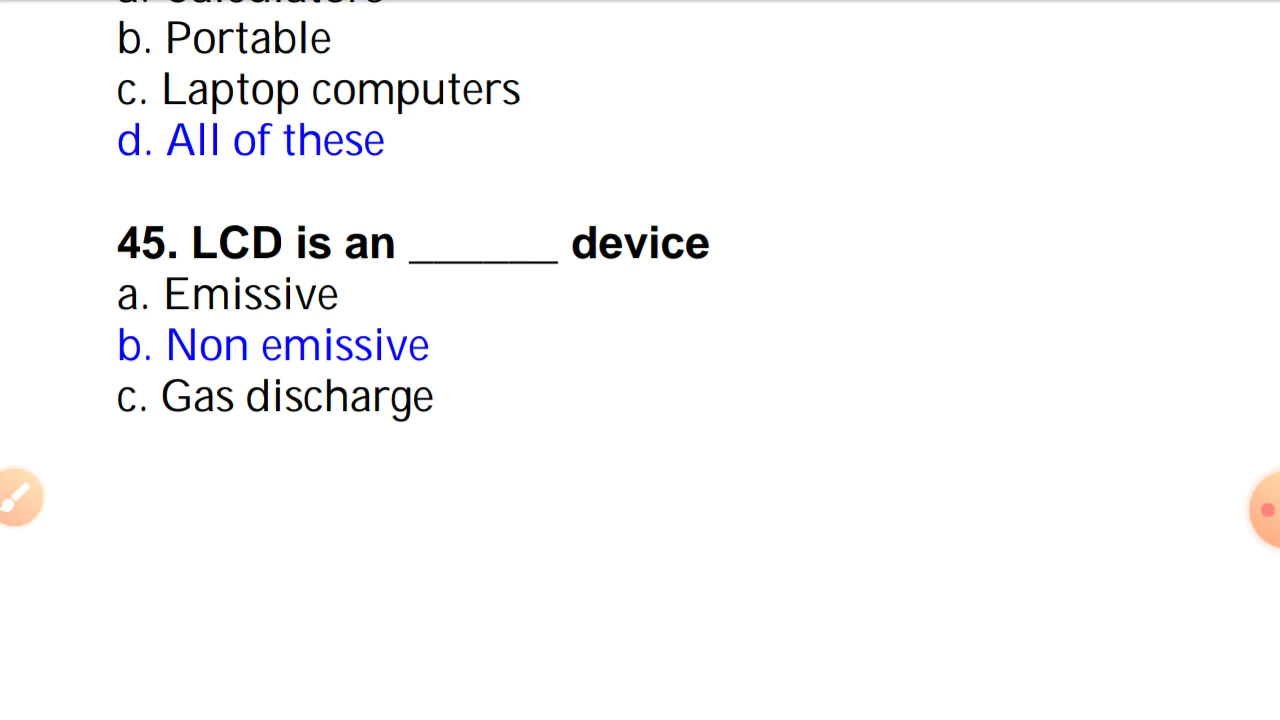 b. Portable
c. Laptop computers
d. All of these
45. LCD is an ______ device
a. Emissive
b. Non emissive
c. Gas discharge